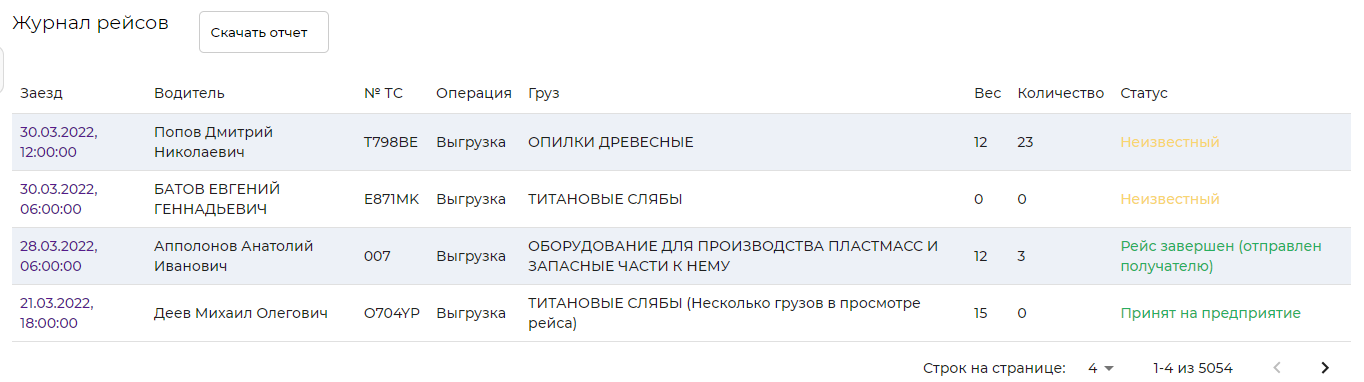 Журнал рейсов
Скачать отчет
Заезд Водитель № ТС Операция Груз Вес Количество Статус
30.03.2022, 12:00:00 Попов Дмитрий Николаевич Т798ВЕ Выгрузка ОПИЛКИ ДРЕВЕСНЫЕ 12 23 Неизвестный
30.03.2022, 06:00:00 БАТОВ ЕВГЕНИЙ ГЕННАДЬЕВИЧ Е871МК Выгрузка ТИТАНОВЫЕ СЛЯБЫ 0 0 Неизвестный
28.03.2022, 06:00:00 Апполонов Анатолий Иванович 007 Выгрузка ОБОРУДОВАНИЕ ДЛЯ ПРОИЗВОДСТВА ПЛАСТМАСС И ЗАПАСНЫЕ ЧАСТИ К НЕМУ 12 3 Рейс завершен (отправлен получателю)
21.03.2022, 18:00:00 Деев Михаил Олегович О704УР Выгрузка ТИТАНОВЫЕ СЛЯБЫ (Несколько грузов в просмотре рейса) 15 0 Принят на предприятие
Строк на странице: 4 1-4 из 5054